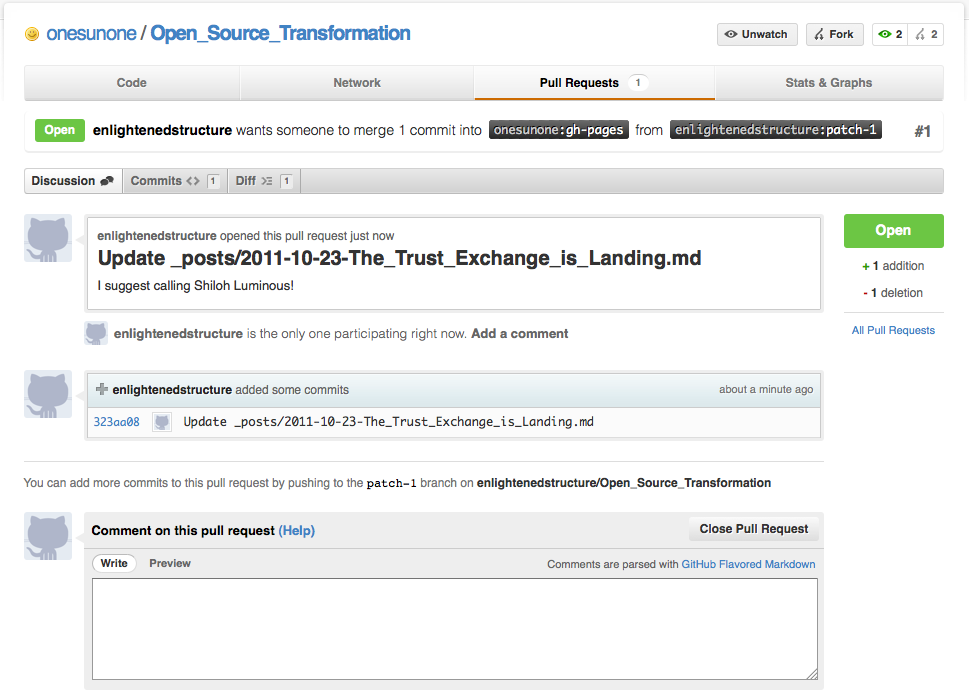 onesunone / Open_Source_Transformation
Unwatch Fork 2 2
Code Network Pull Requests 1 Stats & Graphs
Open enlightenedstructure wants someone to merge 1 commit into onesunone:gh-pages from enlightenedstructure:patch-1 #1
Discussion Commits <> 1 Diff 1
enlightenedstructure opened this pull request just now
Open
Update _posts/2011-10-23-The_Trust_Exchange_is_Landing.md
+ 1 addition
I suggest calling Shiloh Luminous!
- 1 deletion
enlightenedstructure is the only one participating right now. Add a comment
All Pull Requests
enlightenedstructure added some commits about a minute ago
323aa08 Update _posts/2011-10-23-The_Trust_Exchange_is_Landing.md
You can add more commits to this pull request by pushing to the patch-1 branch on enlightenedstructure/Open_Source_Transformation
Comment on this pull request (Help) Close Pull Request
Write Preview Comments are parsed with GitHub Flavored Markdown